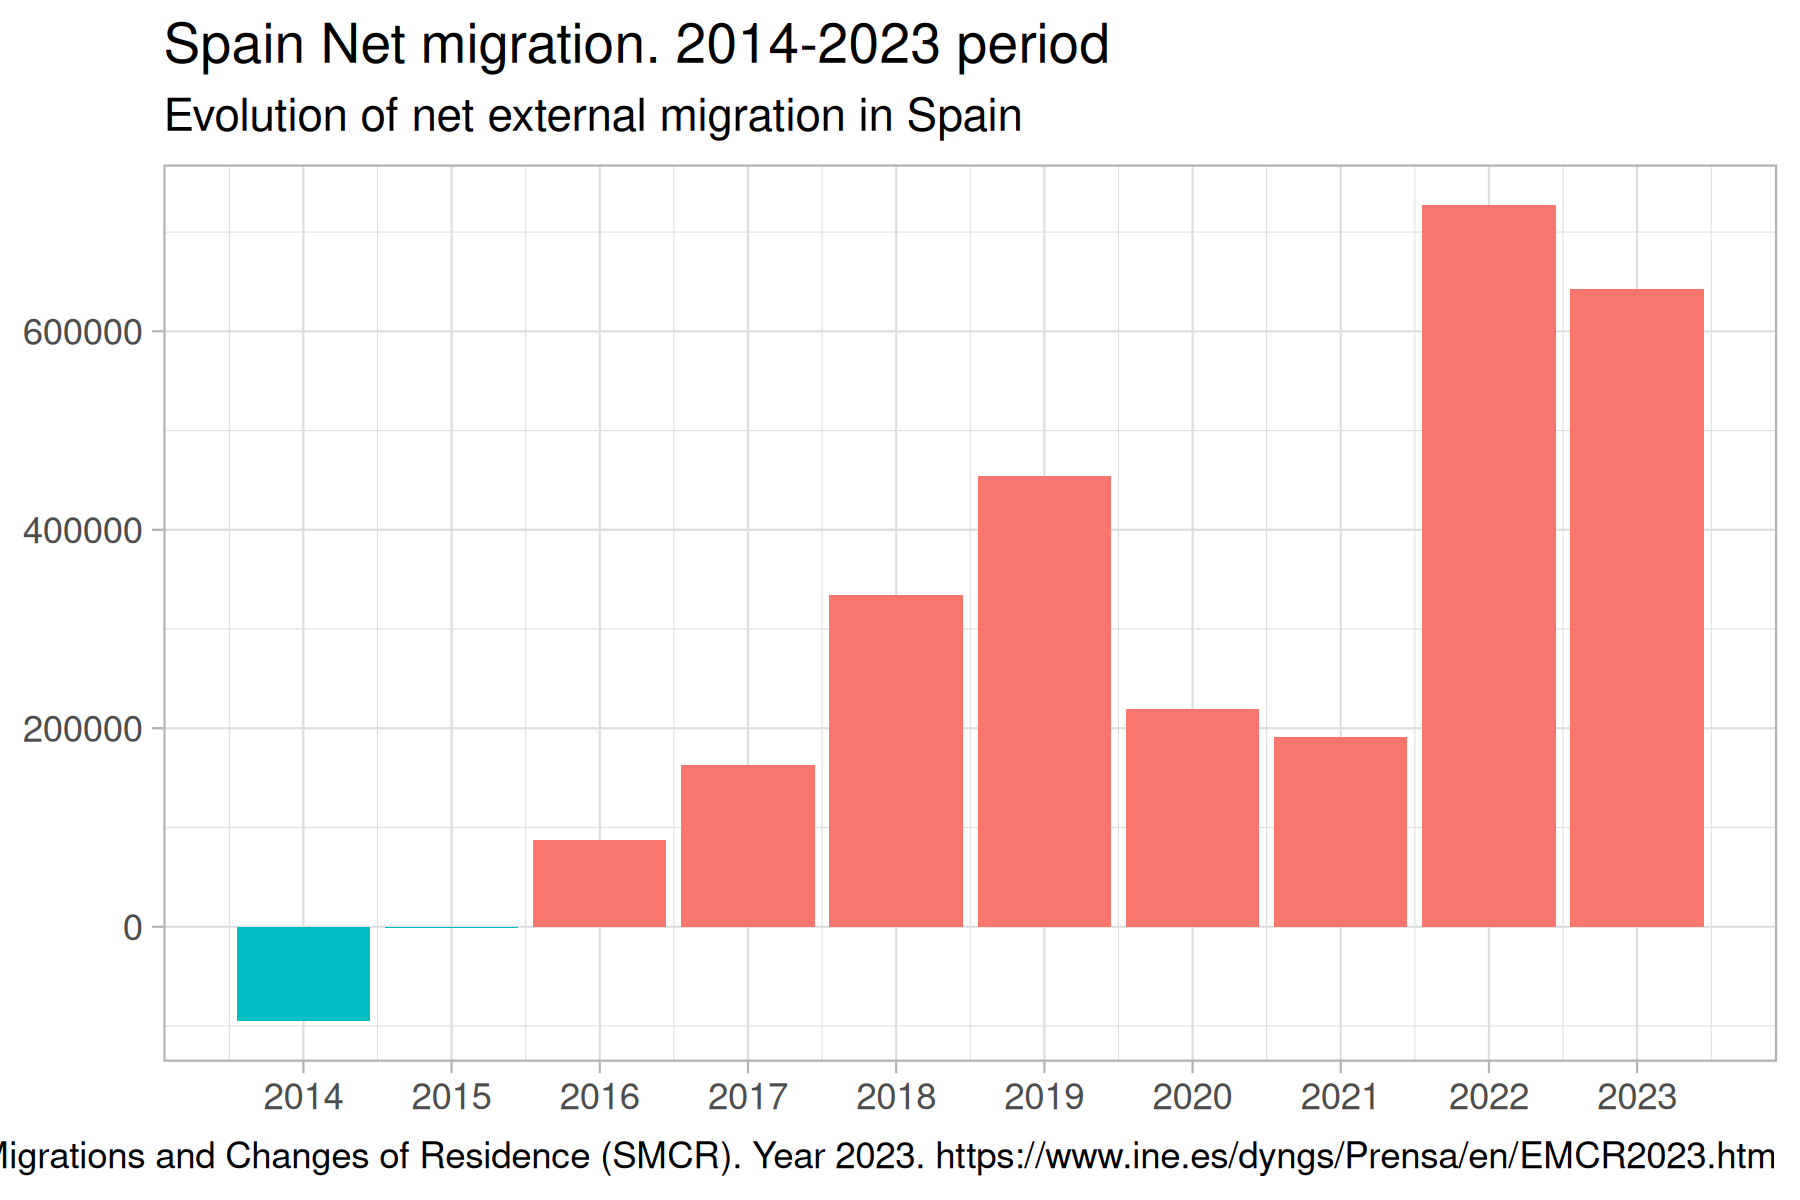 Spain Net migration. 2014-2023 period
Evolution of net external migration in Spain
600000
400000
200000
0
2014 2015 2016 2017 2018 2019 2020 2021 2022 2023
Migrations and Changes of Residence (SMCR). Year 2023. https://www.ine.es/dyngs/Prensa/en/EMCR2023.htm